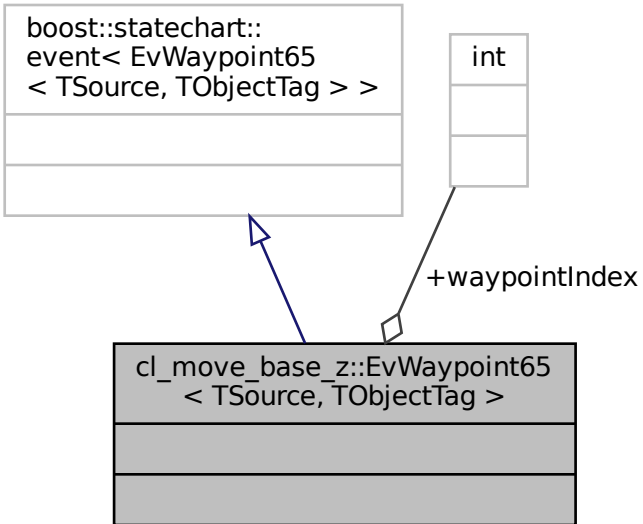 boost::statechart::
event< EvWaypoint65
< TSource, TObjectTag > >
int
+waypointIndex
cl_move_base_z::EvWaypoint65
< TSource, TObjectTag >